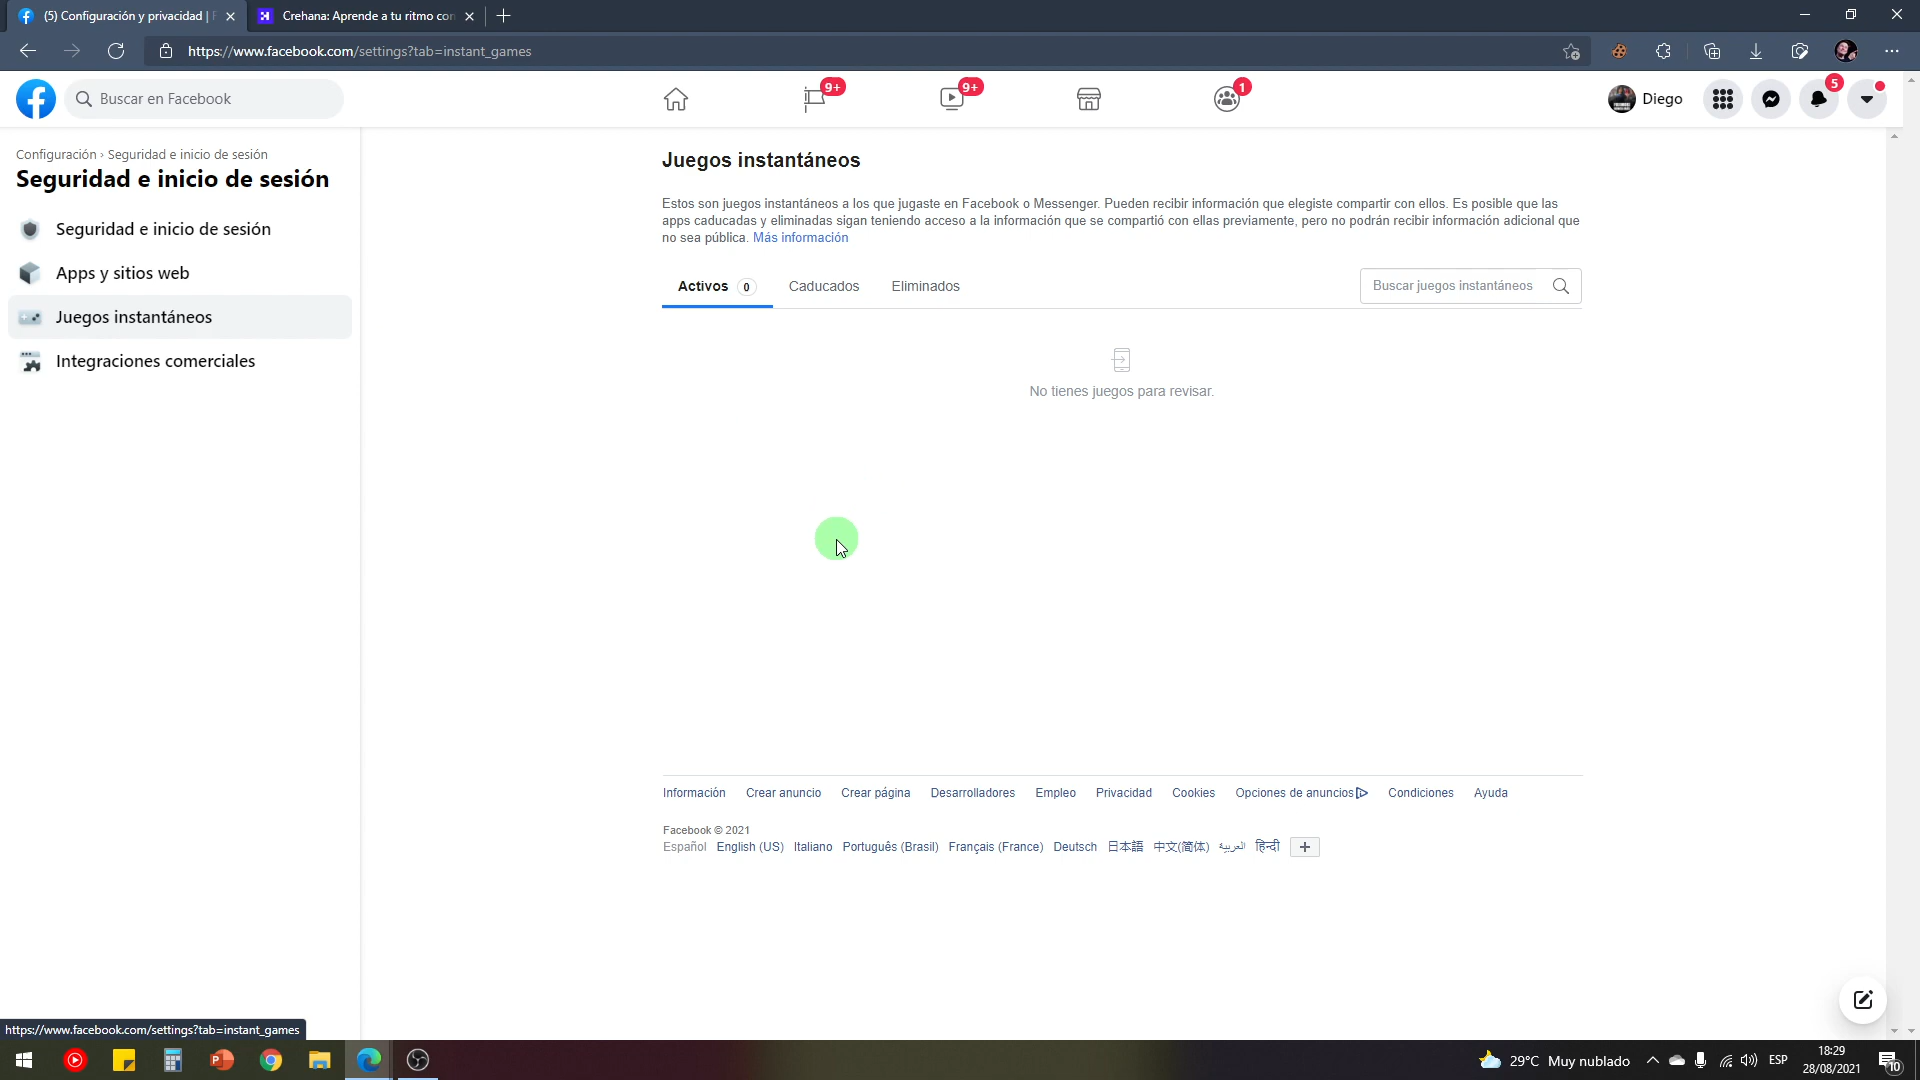 (5) Configuración y privacidad | F
Crehana: Aprende a tu ritmo con
https://www.facebook.com/settings?tab=instant_games
Buscar en Facebook
9+
9+
1
Diego
5
Configuración › Seguridad e inicio de sesión
Seguridad e inicio de sesión
Seguridad e inicio de sesión
Apps y sitios web
Juegos instantáneos
Integraciones comerciales
Juegos instantáneos
Estos son juegos instantáneos a los que jugaste en Facebook o Messenger. Pueden recibir información que elegiste compartir con ellos. Es posible que las
apps caducadas y eliminadas sigan teniendo acceso a la información que se compartió con ellas previamente, pero no podrán recibir información adicional que
no sea pública. Más información
Activos 0 Caducados Eliminados
Buscar juegos instantáneos
No tienes juegos para revisar.
Información Crear anuncio Crear página Desarrolladores Empleo Privacidad Cookies Opciones de anuncios Condiciones Ayuda
Facebook © 2021
Español English (US) Italiano Português (Brasil) Français (France) Deutsch 日本語 中文(简体) العربية हिन्दी +
https://www.facebook.com/settings?tab=instant_games
29°C Muy nublado
ESP
18:29
28/08/2021
10